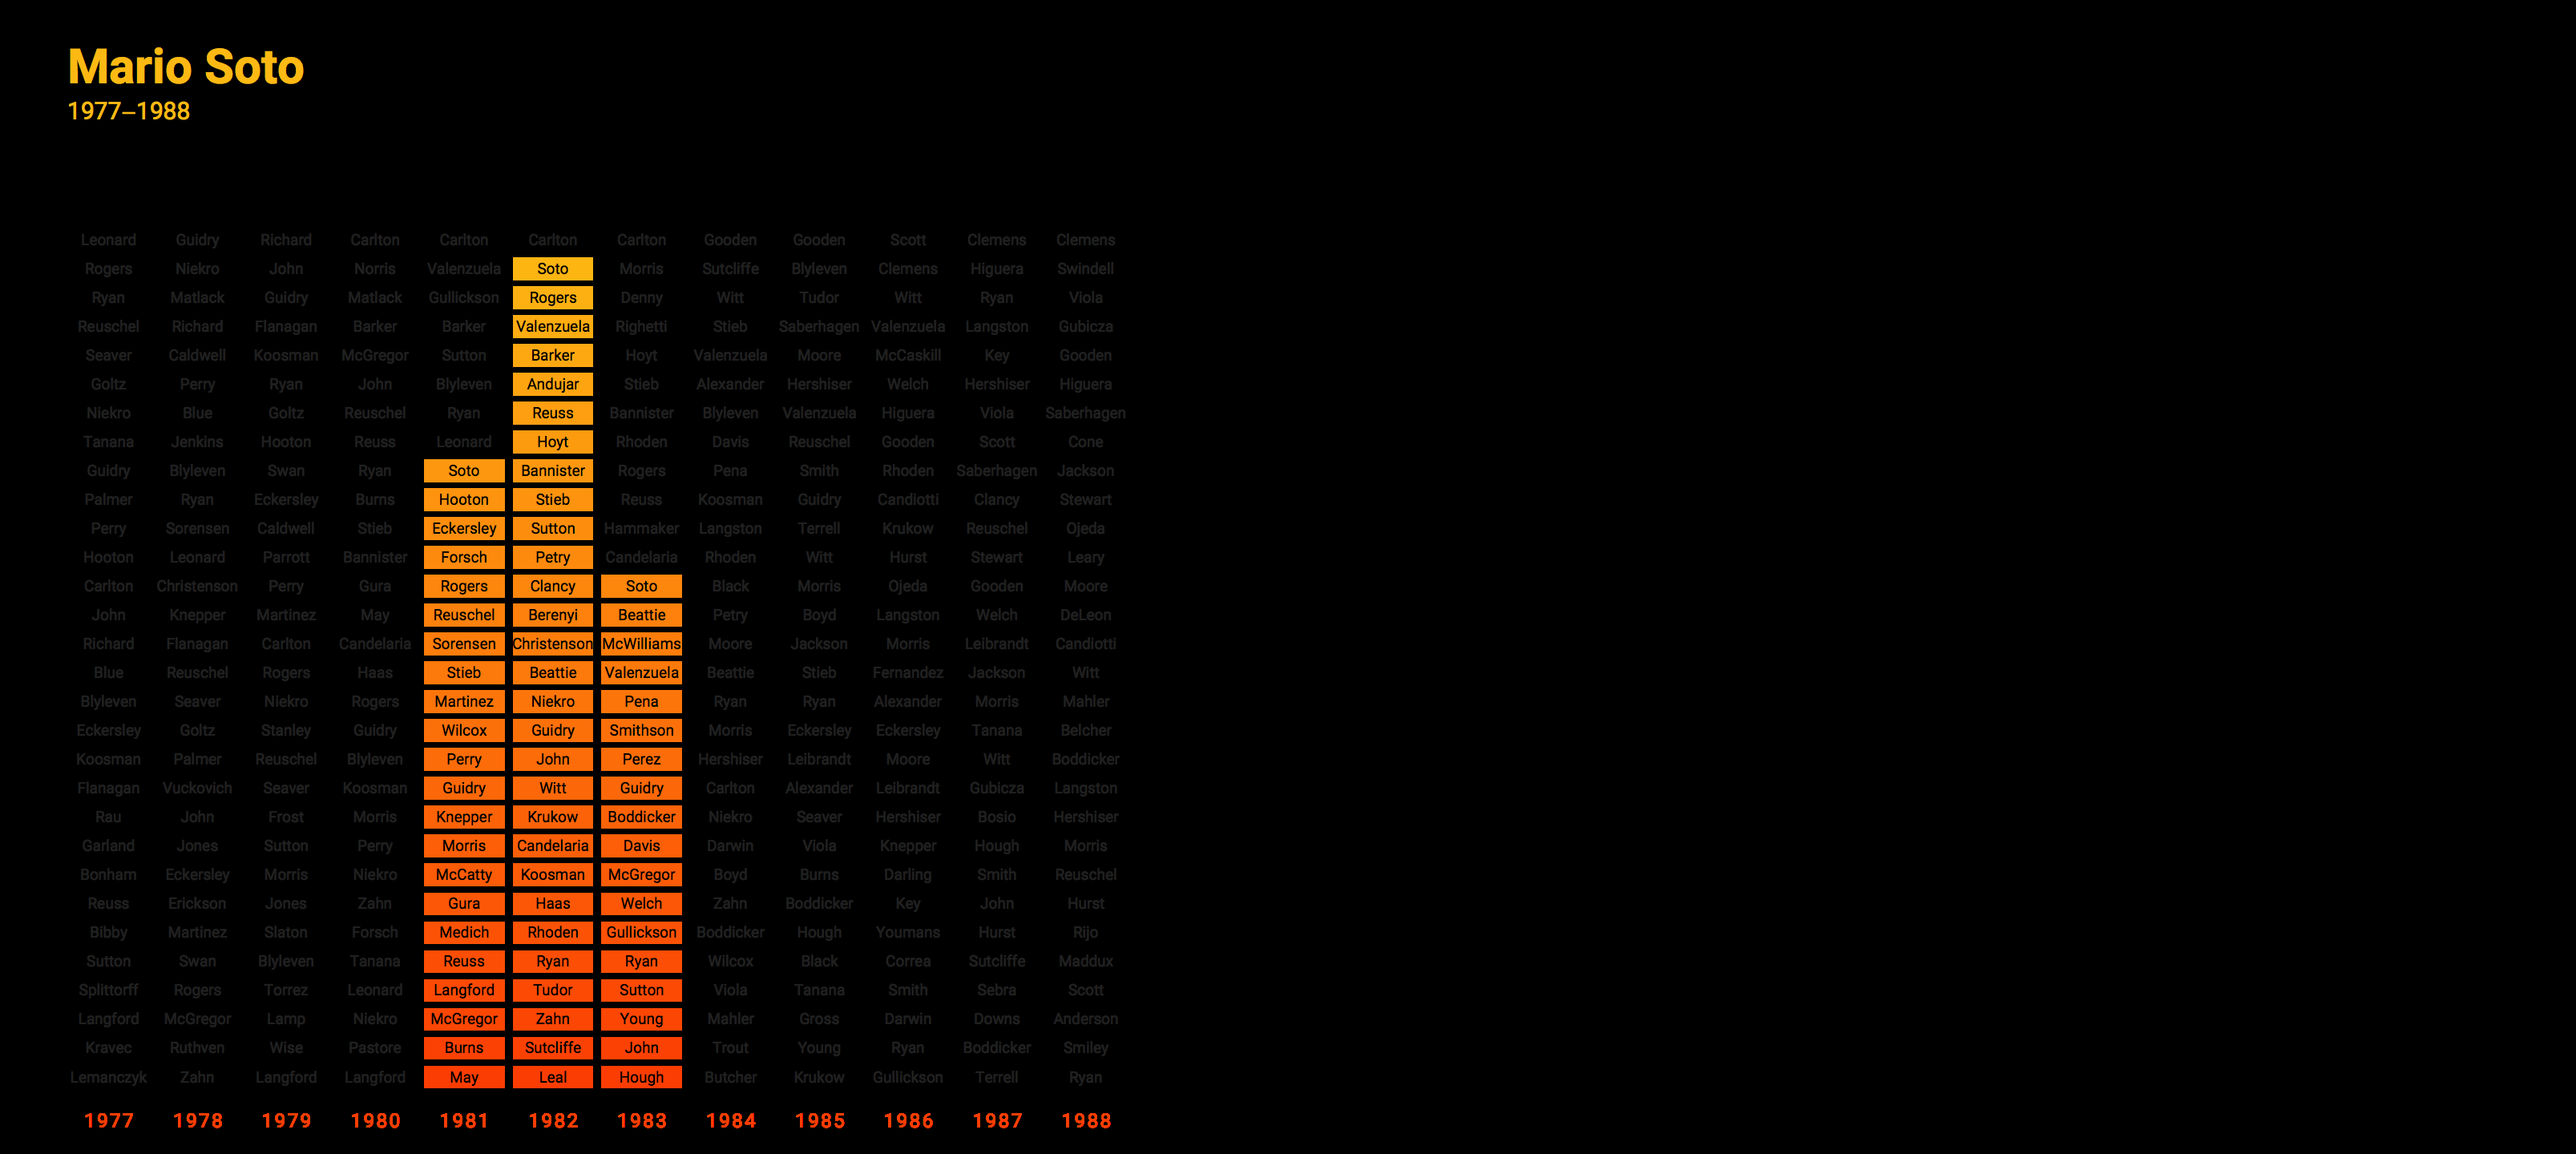 Mario Soto
1977–1988
Leonard Guidry Richard Carlton Carlton Carlton Carlton Gooden Gooden Scott Clemens Clemens
Rogers Niekro John Norris Valenzuela Soto Morris Sutcliffe Blyleven Clemens Higuera Swindell
Ryan Matlack Guidry Matlack Gullickson Rogers Denny Witt Tudor Witt Ryan Viola
Reuschel Richard Flanagan Barker Barker Valenzuela Righetti Stieb Saberhagen Valenzuela Langston Gubicza
Seaver Caldwell Koosman McGregor Sutton Barker Hoyt Valenzuela Moore McCaskill Key Gooden
Goltz Perry Ryan John Blyleven Andujar Stieb Alexander Hershiser Welch Hershiser Higuera
Niekro Blue Goltz Reuschel Ryan Reuss Bannister Blyleven Valenzuela Higuera Viola Saberhagen
Tanana Jenkins Hooton Reuss Leonard Hoyt Rhoden Davis Reuschel Gooden Scott Cone
Guidry Blyleven Swan Ryan Soto Bannister Rogers Pena Smith Rhoden Saberhagen Jackson
Palmer Ryan Eckersley Burns Hooton Stieb Reuss Koosman Guidry Candiotti Clancy Stewart
Perry Sorensen Caldwell Stieb Eckersley Sutton Hammaker Langston Terrell Krukow Reuschel Ojeda
Hooton Leonard Parrott Bannister Forsch Petry Candelaria Rhoden Witt Hurst Stewart Leary
Carlton Christenson Perry Gura Rogers Clancy Soto Black Morris Ojeda Gooden Moore
John Knepper Martinez May Reuschel Berenyi Beattie Petry Boyd Langston Welch DeLeon
Richard Flanagan Carlton Candelaria Sorensen Christenson McWilliams Moore Jackson Morris Leibrandt Candiotti
Blue Reuschel Rogers Haas Stieb Beattie Valenzuela Beattie Stieb Fernandez Jackson Witt
Blyleven Seaver Niekro Rogers Martinez Niekro Pena Ryan Ryan Alexander Morris Mahler
Eckersley Goltz Stanley Guidry Wilcox Guidry Smithson Morris Eckersley Eckersley Tanana Belcher
Koosman Palmer Reuschel Blyleven Perry John Perez Hershiser Leibrandt Moore Witt Boddicker
Flanagan Vuckovich Seaver Koosman Guidry Witt Guidry Carlton Alexander Leibrandt Gubicza Langston
Rau John Frost Morris Knepper Krukow Boddicker Niekro Seaver Hershiser Bosio Hershiser
Garland Jones Sutton Perry Morris Candelaria Davis Darwin Viola Knepper Hough Morris
Bonham Eckersley Morris Niekro McCatty Koosman McGregor Boyd Burns Darling Smith Reuschel
Reuss Erickson Jones Zahn Gura Haas Welch Zahn Boddicker Key John Hurst
Bibby Martinez Slaton Forsch Medich Rhoden Gullickson Boddicker Hough Youmans Hurst Rijo
Sutton Swan Blyleven Tanana Reuss Ryan Ryan Wilcox Black Correa Sutcliffe Maddux
Splittorff Rogers Torrez Leonard Langford Tudor Sutton Viola Tanana Smith Sebra Scott
Langford McGregor Lamp Niekro McGregor Zahn Young Mahler Gross Darwin Downs Anderson
Kravec Ruthven Wise Pastore Burns Sutcliffe John Trout Young Ryan Boddicker Smiley
Lemanczyk Zahn Langford Langford May Leal Hough Butcher Krukow Gullickson Terrell Ryan
1977 1978 1979 1980 1981 1982 1983 1984 1985 1986 1987 1988